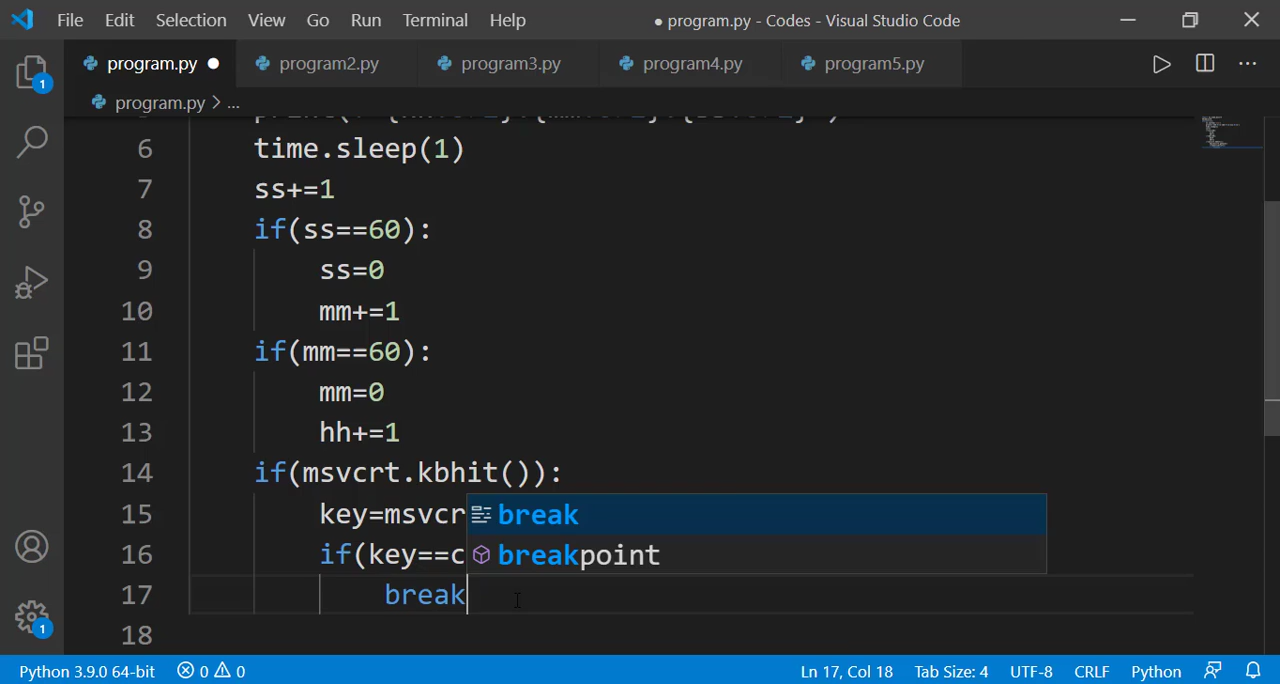 File Edit Selection View Go Run Terminal Help ● program.py - Codes - Visual Studio Code
program.py ● program2.py program3.py program4.py program5.py
program.py > ...
6 time.sleep(1)
7 ss+=1
8 if(ss==60):
9 ss=0
10 mm+=1
11 if(mm==60):
12 mm=0
13 hh+=1
14 if(msvcrt.kbhit()):
15 key=msvcr
break
16 if(key==c
breakpoint
17 break
18
1
1
Python 3.9.0 64-bit 0 0 Ln 17, Col 18 Tab Size: 4 UTF-8 CRLF Python